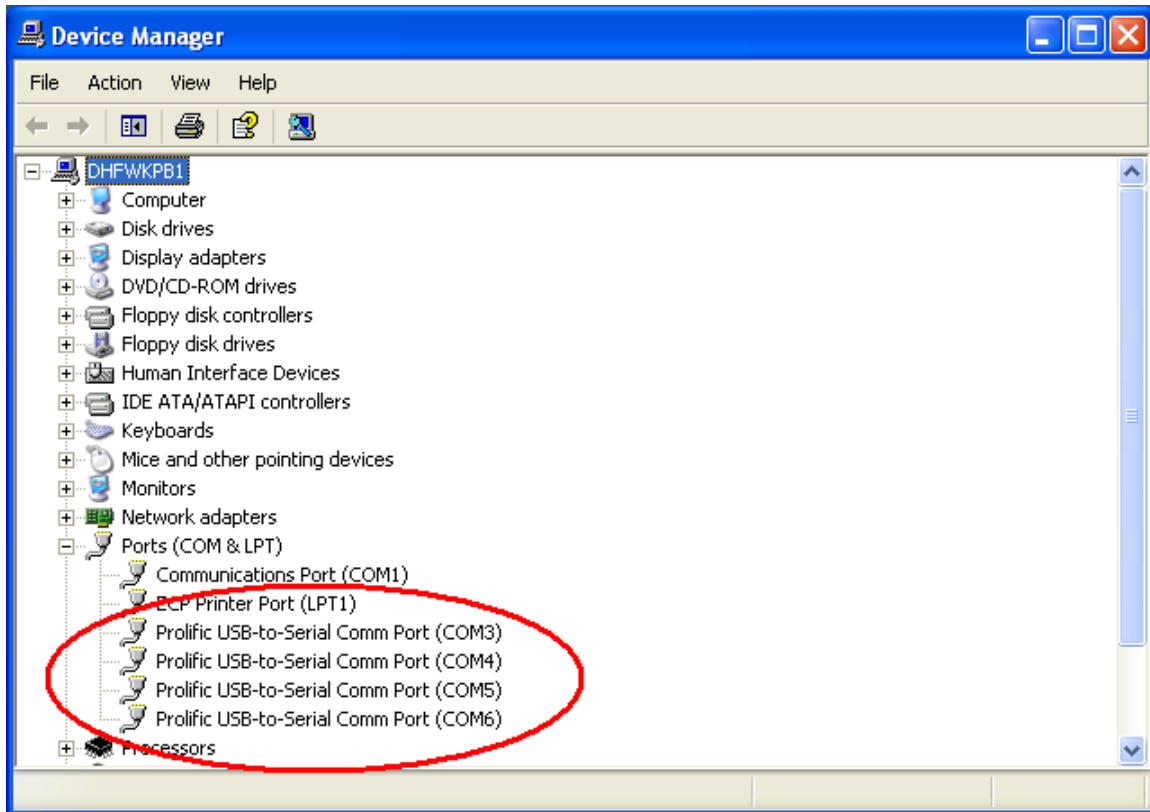 Device Manager
File Action View Help
DHFWKPB1
Computer
Disk drives
Display adapters
DVD/CD-ROM drives
Floppy disk controllers
Floppy disk drives
Human Interface Devices
IDE ATA/ATAPI controllers
Keyboards
Mice and other pointing devices
Monitors
Network adapters
Ports (COM & LPT)
Communications Port (COM1)
ECP Printer Port (LPT1)
Prolific USB-to-Serial Comm Port (COM3)
Prolific USB-to-Serial Comm Port (COM4)
Prolific USB-to-Serial Comm Port (COM5)
Prolific USB-to-Serial Comm Port (COM6)
Processors